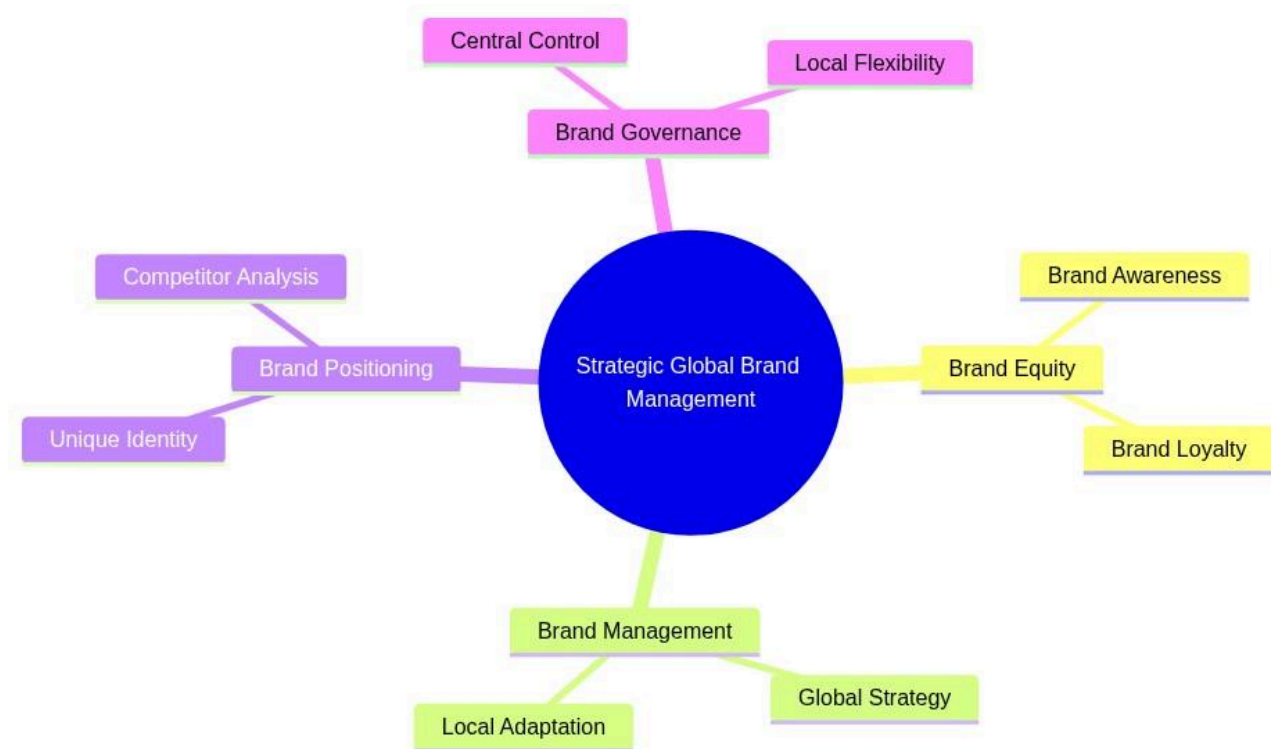 Central Control
Local Flexibility
Brand Governance
Competitor Analysis
Brand Awareness
Brand Positioning
Strategic Global Brand
Management
Brand Equity
Unique Identity
Brand Loyalty
Brand Management
Global Strategy
Local Adaptation